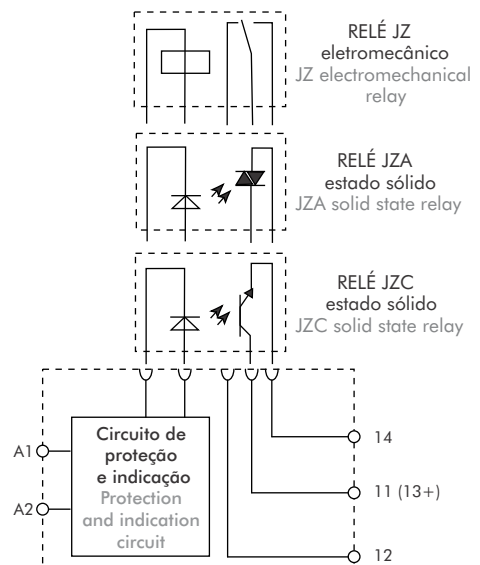 RELÉ JZ
eletromecânico
JZ electromechanical
relay
RELÉ JZA
estado sólido
JZA solid state relay
RELÉ JZC
estado sólido
JZC solid state relay
A1
A2
Circuito de
proteção
e indicação
Protection
and indication
circuit
14
11 (13+)
12